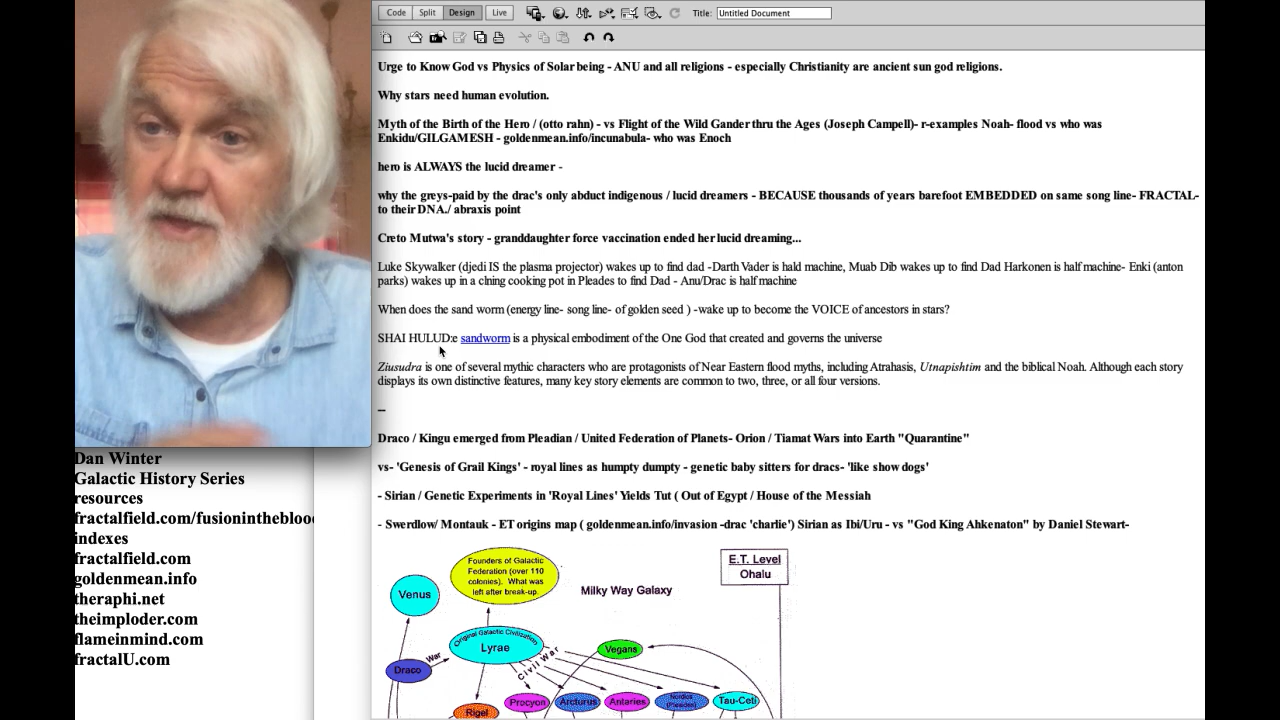 Code Split Design Live Title: Untitled Document
Urge to Know God vs Physics of Solarbeing - ANU and all religions - especially Christianity are ancient sun god religions.
Why stars need human evolution.
Myth of the Birth of the Hero / (otto rahn) - vs Flight of the Wild Gander thru the Ages (Joseph Campell)- r-examples Noah- flood vs who was
Enkidu/GILGAMESH - goldenmean.info/incunabula- who was Enoch
hero is ALWAYS the lucid dreamer -
why the greys-paid by the drac's only abduct indigenous / lucid dreamers - BECAUSE thousands of years barefoot EMBEDDED on same song line- FRACTAL-
to their DNA./ abraxis point
Creto Mutwa's story - granddaughter force vaccination ended her lucid dreaming...
Luke Skywalker (djedi IS the plasma projector) wakes up to find dad -Darth Vader is hald machine, Muab Dib wakes up to find Dad Harkonen is half machine- Enki (anton
parks) wakes up in a clning cooking pot in Pleades to find Dad - Anu/Drac is half machine
When does the sand worm (energy line- song line- of golden seed ) -wake up to become the VOICE of ancestors in stars?
SHAI HULUD:e sandworm is a physical embodiment of the One God that created and governs the universe
Ziusudra is one of several mythic characters who are protagonists of Near Eastern flood myths, including Atrahasis, Utnapishtim and the biblical Noah. Although each story
displays its own distinctive features, many key story elements are common to two, three, or all four versions.
--
Draco / Kingu emerged from Pleadian / United Federation of Planets- Orion / Tiamat Wars into Earth "Quarantine"
vs- 'Genesis of Grail Kings' - royal lines as humpty dumpty - genetic baby sitters for dracs- 'like show dogs'
- Sirian / Genetic Experiments in 'Royal Lines' Yields Tut ( Out of Egypt / House of the Messiah
- Swerdlow/ Montauk - ET origins map ( goldenmean.info/invasion -drac 'charlie') Sirian as Ibi/Uru - vs "God King Ahkenaton" by Daniel Stewart-
Dan Winter
Galactic History Series
resources
fractalfield.com/fusionintheblood
indexes
fractalfield.com
goldenmean.info
theraphi.net
theimploder.com
flameinmind.com
fractalU.com
Founders of Galactic
Federation (over 110
colonies). What was
left after break-up.
E.T. Level
Ohalu
Milky Way Galaxy
Venus
Original Galactic Civilization
Lyrae
Vegans
War
Civil War
Draco
Procyon
Arcturus
Antaries
Nordics
(Pleiades)
Tau-Ceti
Rigel